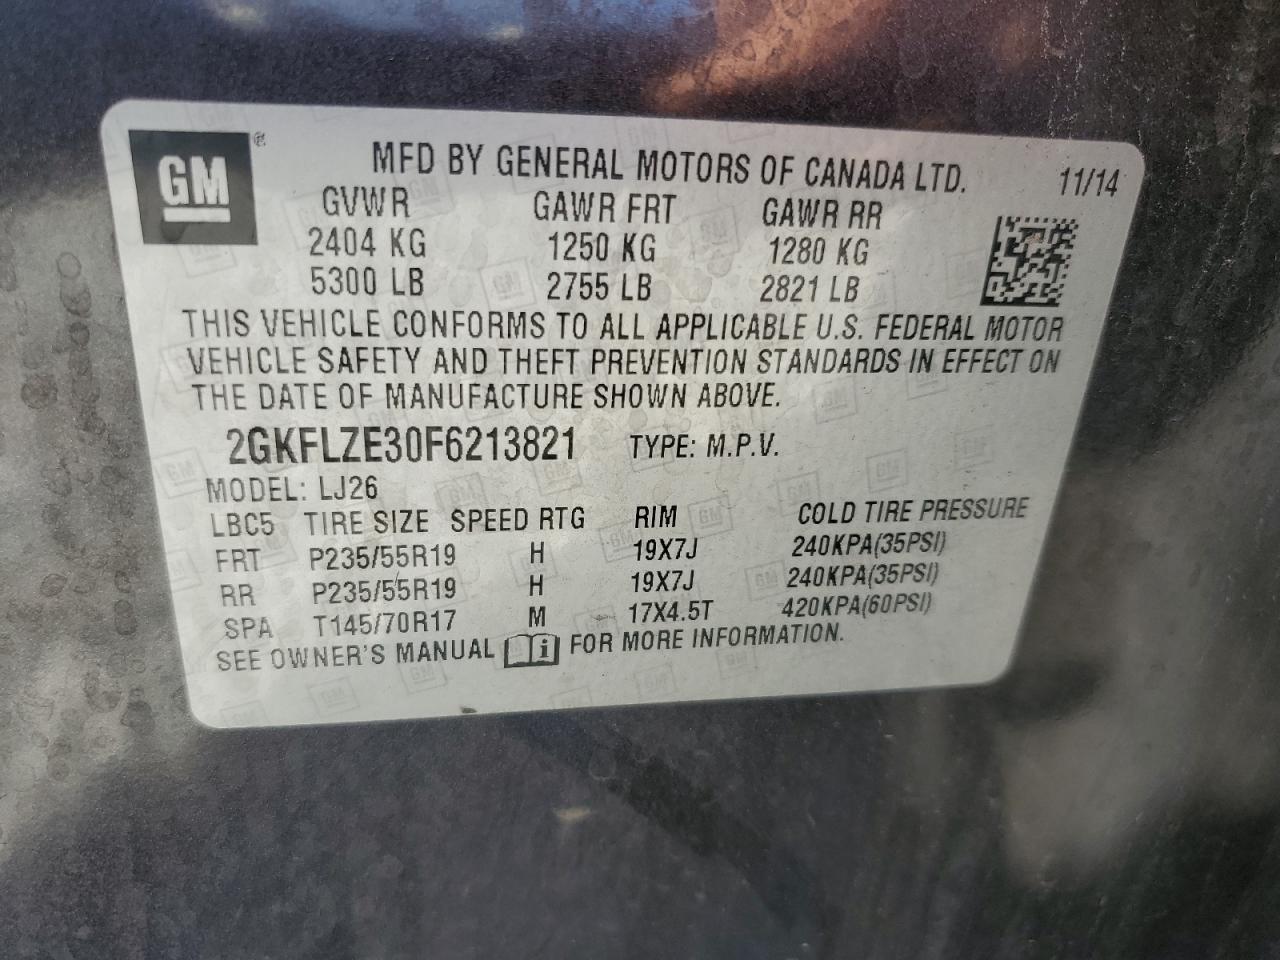 GM ®
MFD BY GENERAL MOTORS OF CANADA LTD. 11/14
GVWR GAWR FRT GAWR RR
2404 KG 1250 KG 1280 KG
5300 LB 2755 LB 2821 LB
THIS VEHICLE CONFORMS TO ALL APPLICABLE U.S. FEDERAL MOTOR
VEHICLE SAFETY AND THEFT PREVENTION STANDARDS IN EFFECT ON
THE DATE OF MANUFACTURE SHOWN ABOVE.
2GKFLZE30F6213821 TYPE: M.P.V.
MODEL: LJ26
LBC5 TIRE SIZE SPEED RTG RIM COLD TIRE PRESSURE
FRT P235/55R19 H 19X7J 240KPA(35PSI)
RR P235/55R19 H 19X7J 240KPA(35PSI)
SPA T145/70R17 M 17X4.5T 420KPA(60PSI)
SEE OWNER'S MANUAL i FOR MORE INFORMATION.